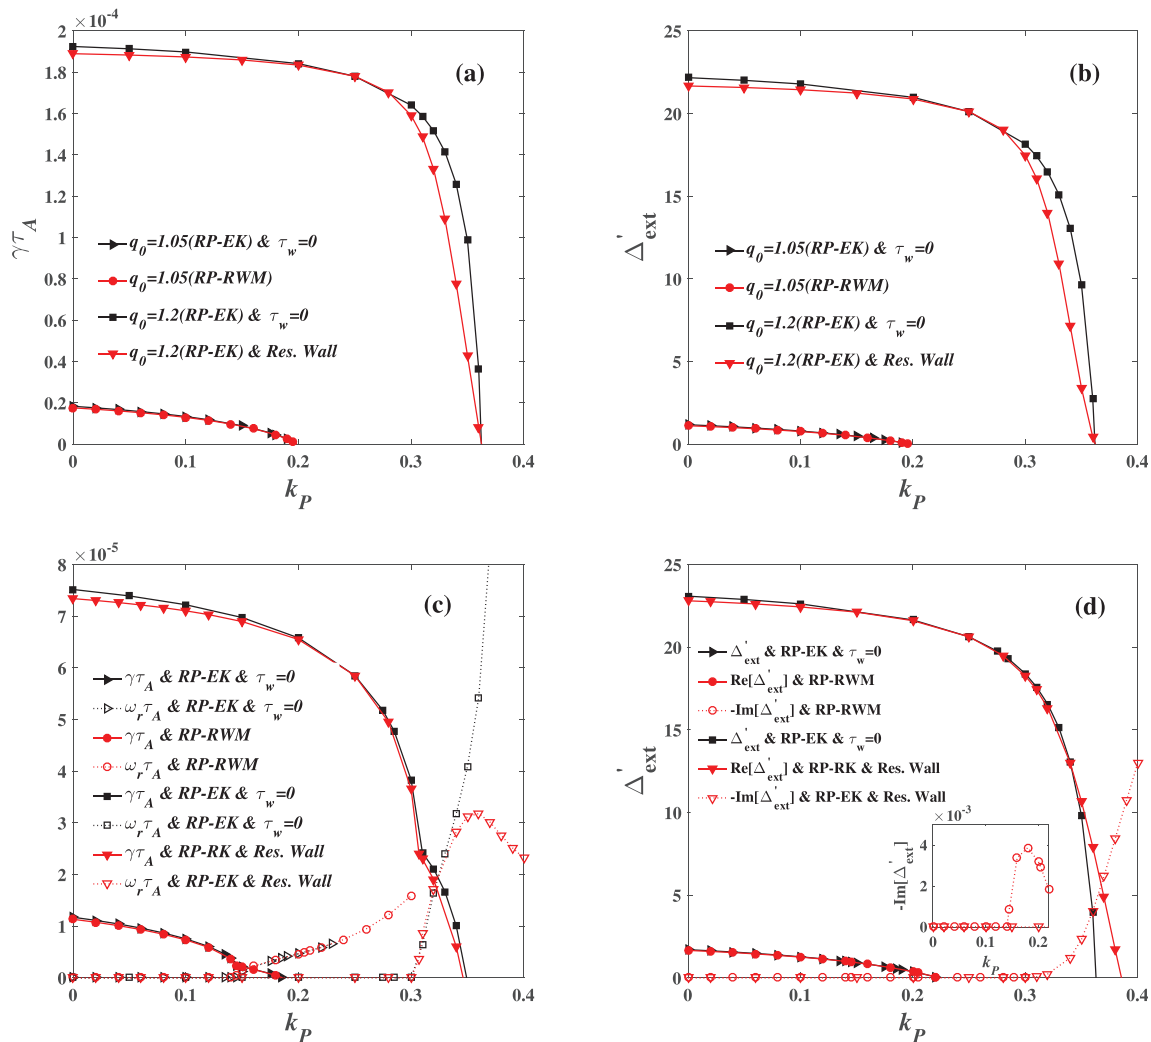 ×10⁻⁴
2
1.8
1.6
1.4
1.2
1
0.8
0.6
0.4
0.2
0
γτ_A
(a)
q₀=1.05(RP-EK) & τ_w=0
q₀=1.05(RP-RWM)
q₀=1.2(RP-EK) & τ_w=0
q₀=1.2(RP-EK) & Res. Wall
0 0.1 0.2 0.3 0.4
k_P
25
20
15
10
5
0
Δ'_ext
(b)
q₀=1.05(RP-EK) & τ_w=0
q₀=1.05(RP-RWM)
q₀=1.2(RP-EK) & τ_w=0
q₀=1.2(RP-EK) & Res. Wall
0 0.1 0.2 0.3 0.4
k_P
×10⁻⁵
8
7
6
5
4
3
2
1
0
(c)
γτ_A & RP-EK & τ_w=0
ω_rτ_A & RP-EK & τ_w=0
γτ_A & RP-RWM
ω_rτ_A & RP-RWM
γτ_A & RP-EK & τ_w=0
ω_rτ_A & RP-EK & τ_w=0
γτ_A & RP-RK & Res. Wall
ω_rτ_A & RP-EK & Res. Wall
0 0.1 0.2 0.3 0.4
k_P
25
20
15
10
5
0
Δ'_ext
(d)
Δ'_ext & RP-EK & τ_w=0
Re[Δ'_ext] & RP-RWM
-Im[Δ'_ext] & RP-RWM
Δ'_ext & RP-EK & τ_w=0
Re[Δ'_ext] & RP-RK & Res. Wall
-Im[Δ'_ext] & RP-EK & Res. Wall
×10⁻³
4
2
0
-Im[Δ'_ext]
0 0.1 0.2
k_P
0 0.1 0.2 0.3 0.4
k_P